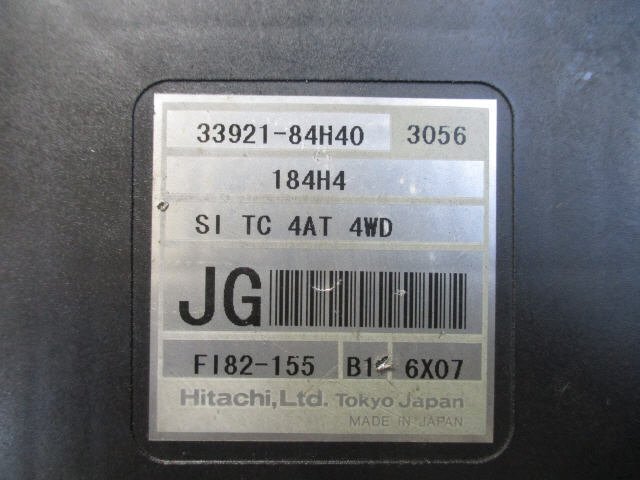 33921-84H40 3056
184H4
SI TC 4AT 4WD
JG
FI82-155 6X07
Hitachi,Ltd. Tokyo Japan
MADE IN JAPAN